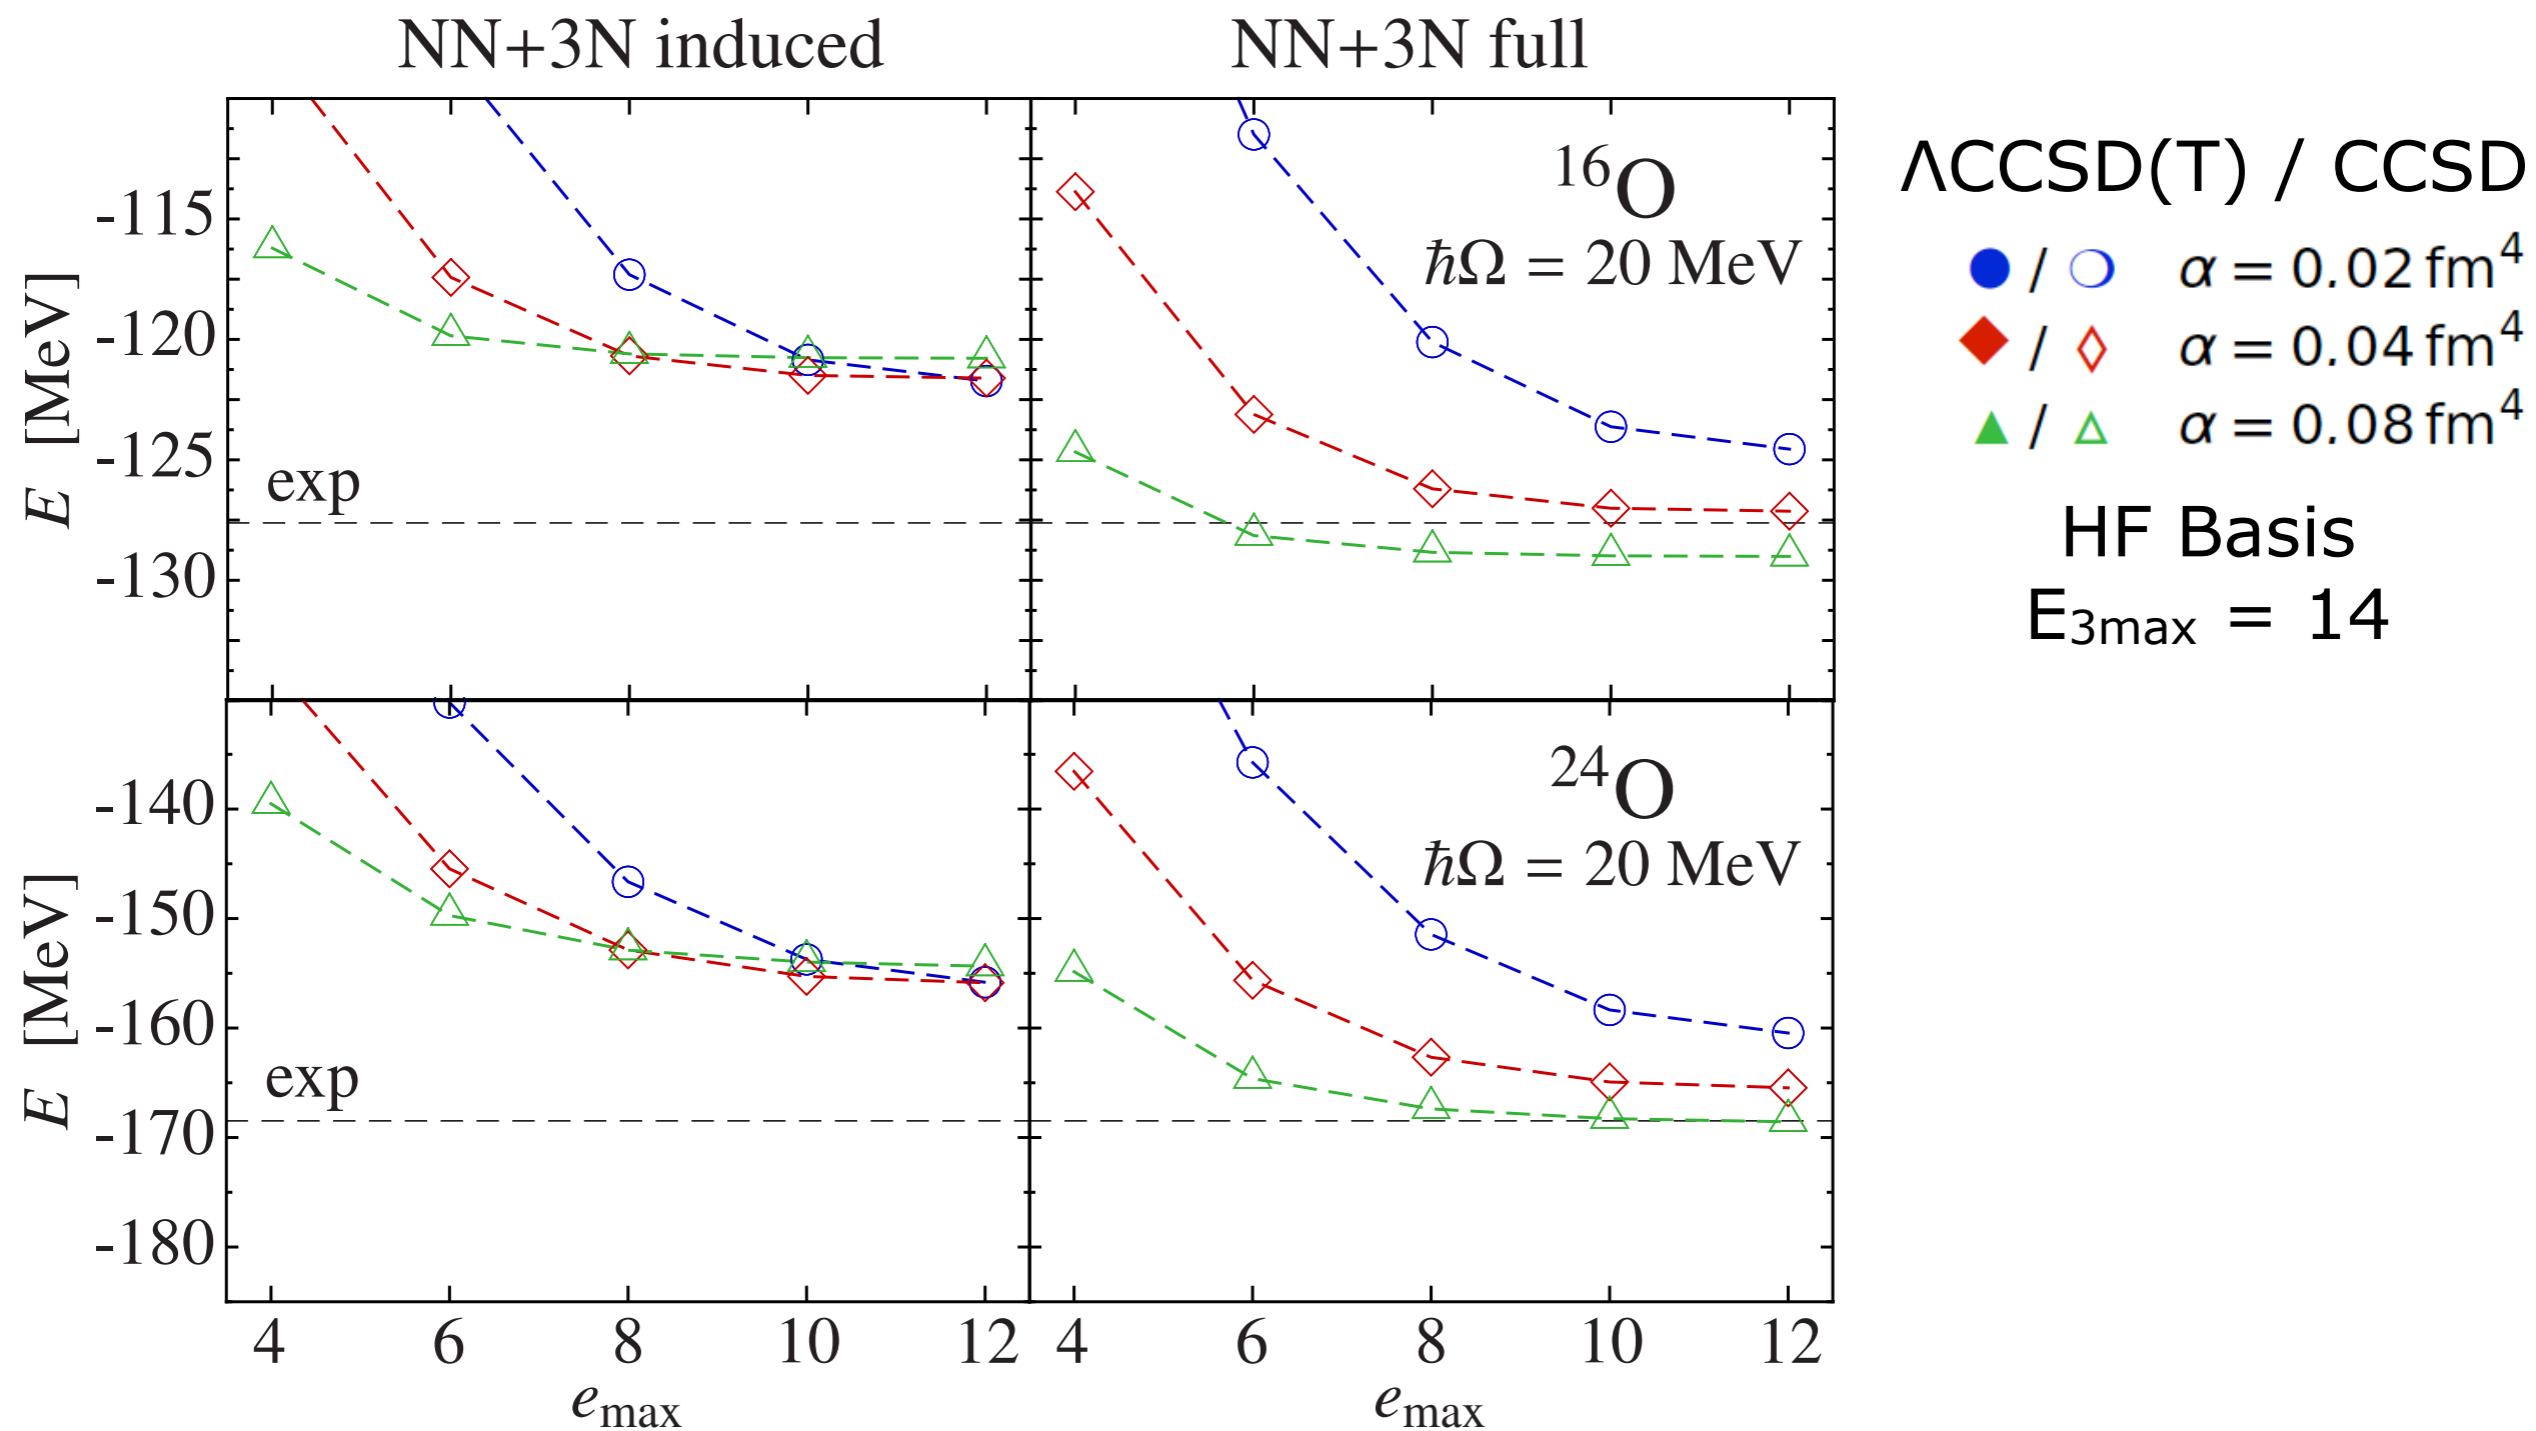 NN+3N induced
NN+3N full
E [MeV]
-115
-120
-125
-130
exp
¹⁶O
ħΩ = 20 MeV
E [MeV]
-140
-150
-160
-170
-180
exp
²⁴O
ħΩ = 20 MeV
4 6 8 10 12
4 6 8 10 12
eₘₐₓ
eₘₐₓ
ΛCCSD(T) / CCSD
● / ○ α = 0.02 fm⁴
◆ / ◇ α = 0.04 fm⁴
▲ / △ α = 0.08 fm⁴
HF Basis
E₃ₘₐₓ = 14